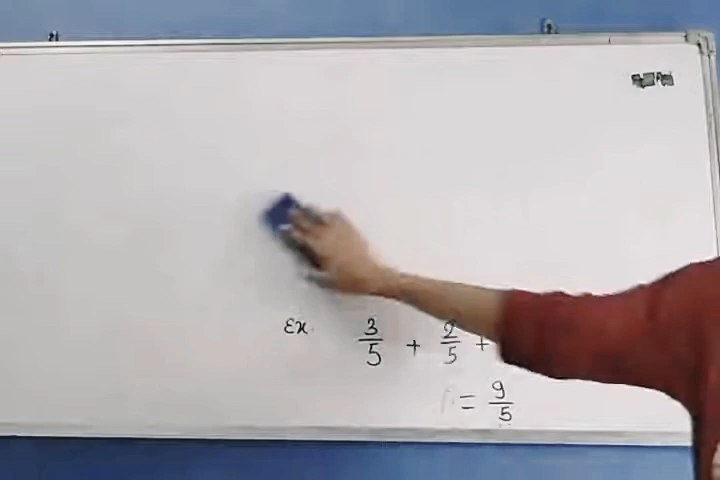 Ex. 3/5 + 2/5 +
= 9/5